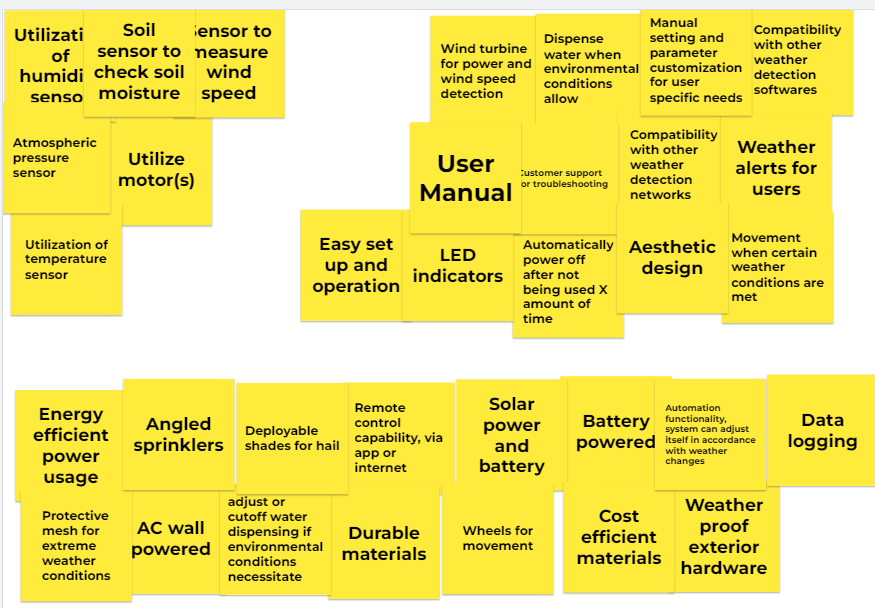 Utilizati
of
humidi
senso
Soil
sensor to
check soil
moisture
Sensor to
measure
wind
speed
Atmospheric
pressure
sensor
Utilize
motor(s)
Utilization of
temperature
sensor
Wind turbine
for power and
wind speed
detection
Dispense
water when
environmental
conditions
allow
Manual
setting and
parameter
customization
for user
specific needs
Compatibility
with other
weather
detection
softwares
User
Manual
Customer support
or troubleshooting
Compatibility
with other
weather
detection
networks
Weather
alerts for
users
Easy set
up and
operation
LED
indicators
Automatically
power off
after not
being used X
amount of
time
Aesthetic
design
Movement
when certain
weather
conditions are
met
Energy
efficient
power
usage
Angled
sprinklers
Deployable
shades for hail
Remote
control
capability, via
app or
internet
Solar
power
and
battery
Battery
powered
Automation
functionality,
system can adjust
itself in accordance
with weather
changes
Data
logging
Protective
mesh for
extreme
weather
conditions
AC wall
powered
adjust or
cutoff water
dispensing if
environmental
conditions
necessitate
Durable
materials
Wheels for
movement
Cost
efficient
materials
Weather
proof
exterior
hardware